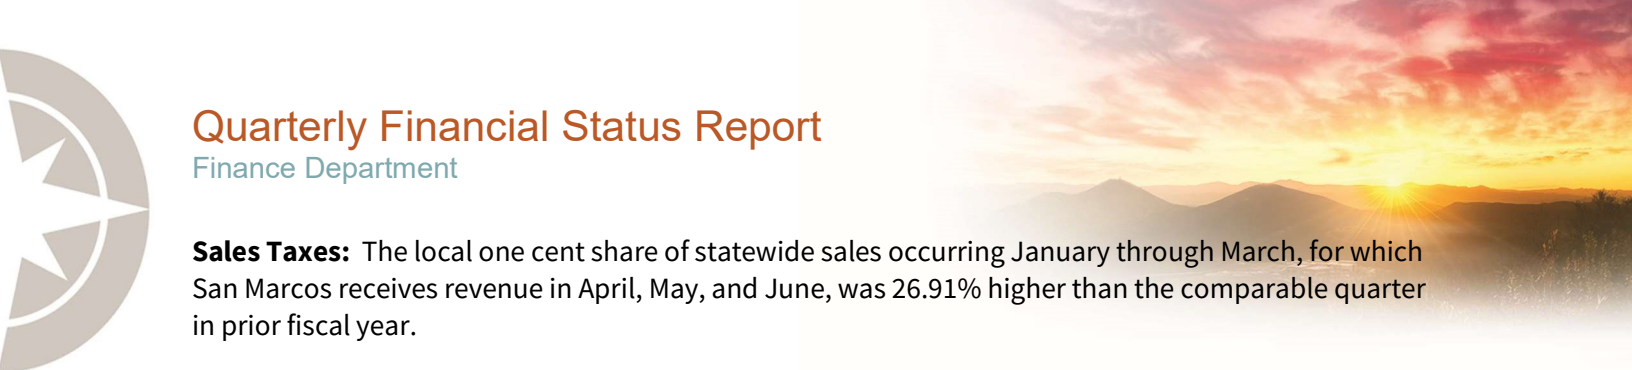 Quarterly Financial Status Report
Finance Department
Sales Taxes: The local one cent share of statewide sales occurring January through March, for which
San Marcos receives revenue in April, May, and June, was 26.91% higher than the comparable quarter
in prior fiscal year.